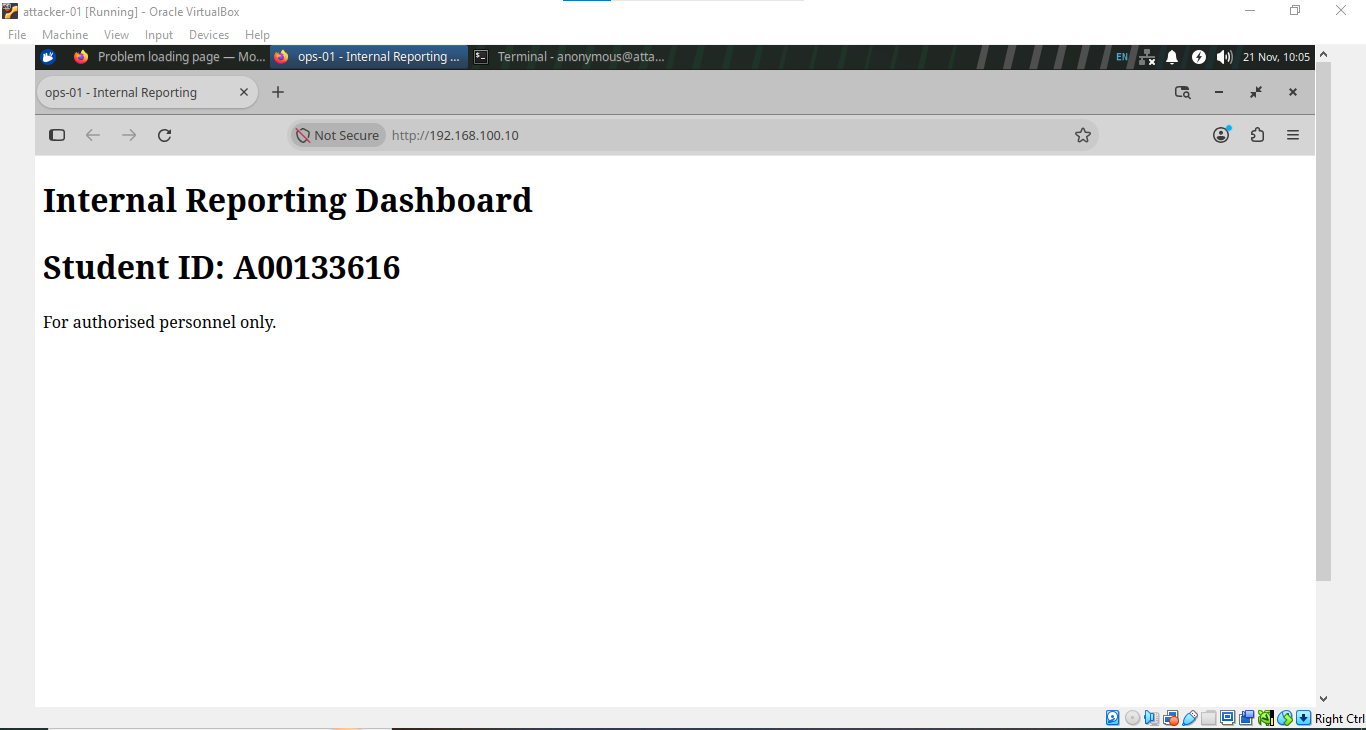 attacker-01 [Running] - Oracle VirtualBox
File Machine View Input Devices Help
Problem loading page — Mo... ops-01 - Internal Reporting ... Terminal - anonymous@atta... EN 21 Nov, 10:05
ops-01 - Internal Reporting
Not Secure http://192.168.100.10
Internal Reporting Dashboard
Student ID: A00133616
For authorised personnel only.
Right Ctrl